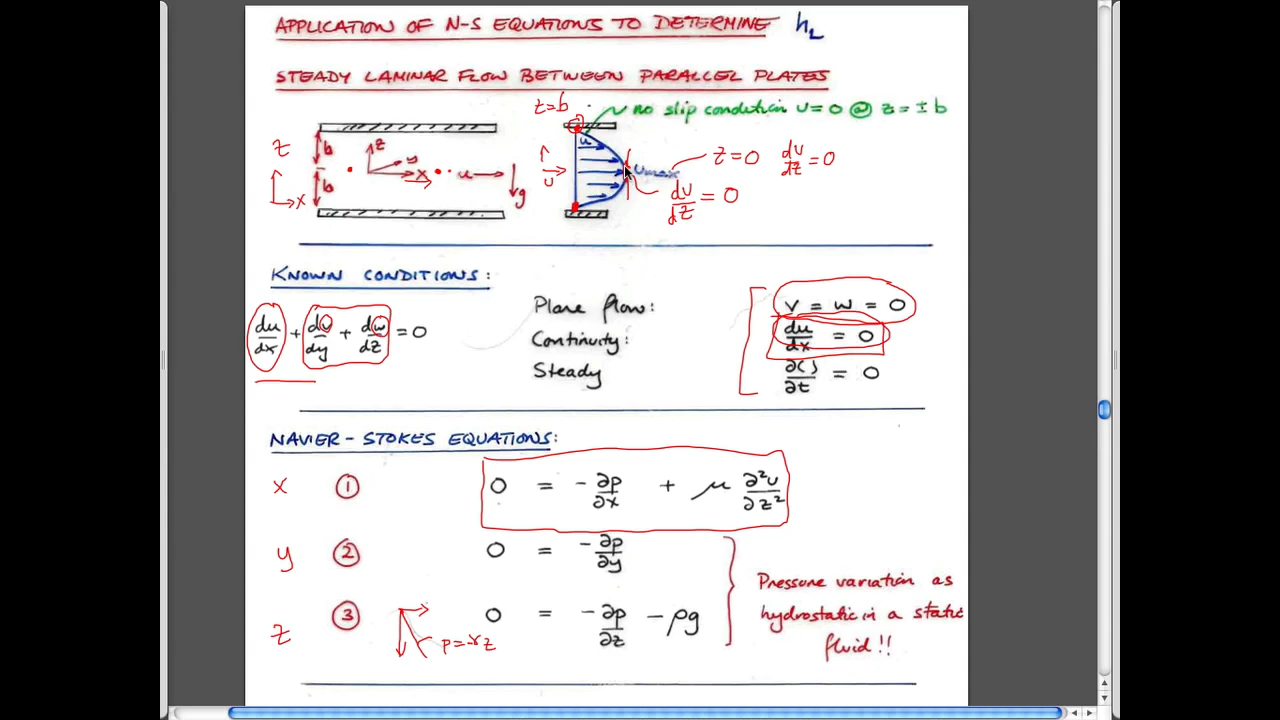 APPLICATION OF N-S EQUATIONS TO DETERMINE hL
STEADY LAMINAR FLOW BETWEEN PARALLEL PLATES
z=b
no slip condition u=0 @ z=±b
z
b
b
x
z
y
x
u
g
u
u
umax
z=0 du/dz=0
du/dz = 0
KNOWN CONDITIONS:
du/dx + dv/dy + dw/dz = 0
Plane flow: v = w = 0
Continuity: du/dx = 0
Steady ∂()/∂t = 0
NAVIER-STOKES EQUATIONS:
x ① 0 = -∂p/∂x + μ ∂²u/∂z²
y ② 0 = -∂p/∂y
z ③ 0 = -∂p/∂z - ρg
p=-γz
Pressure variation as
hydrostatic in a static
fluid!!